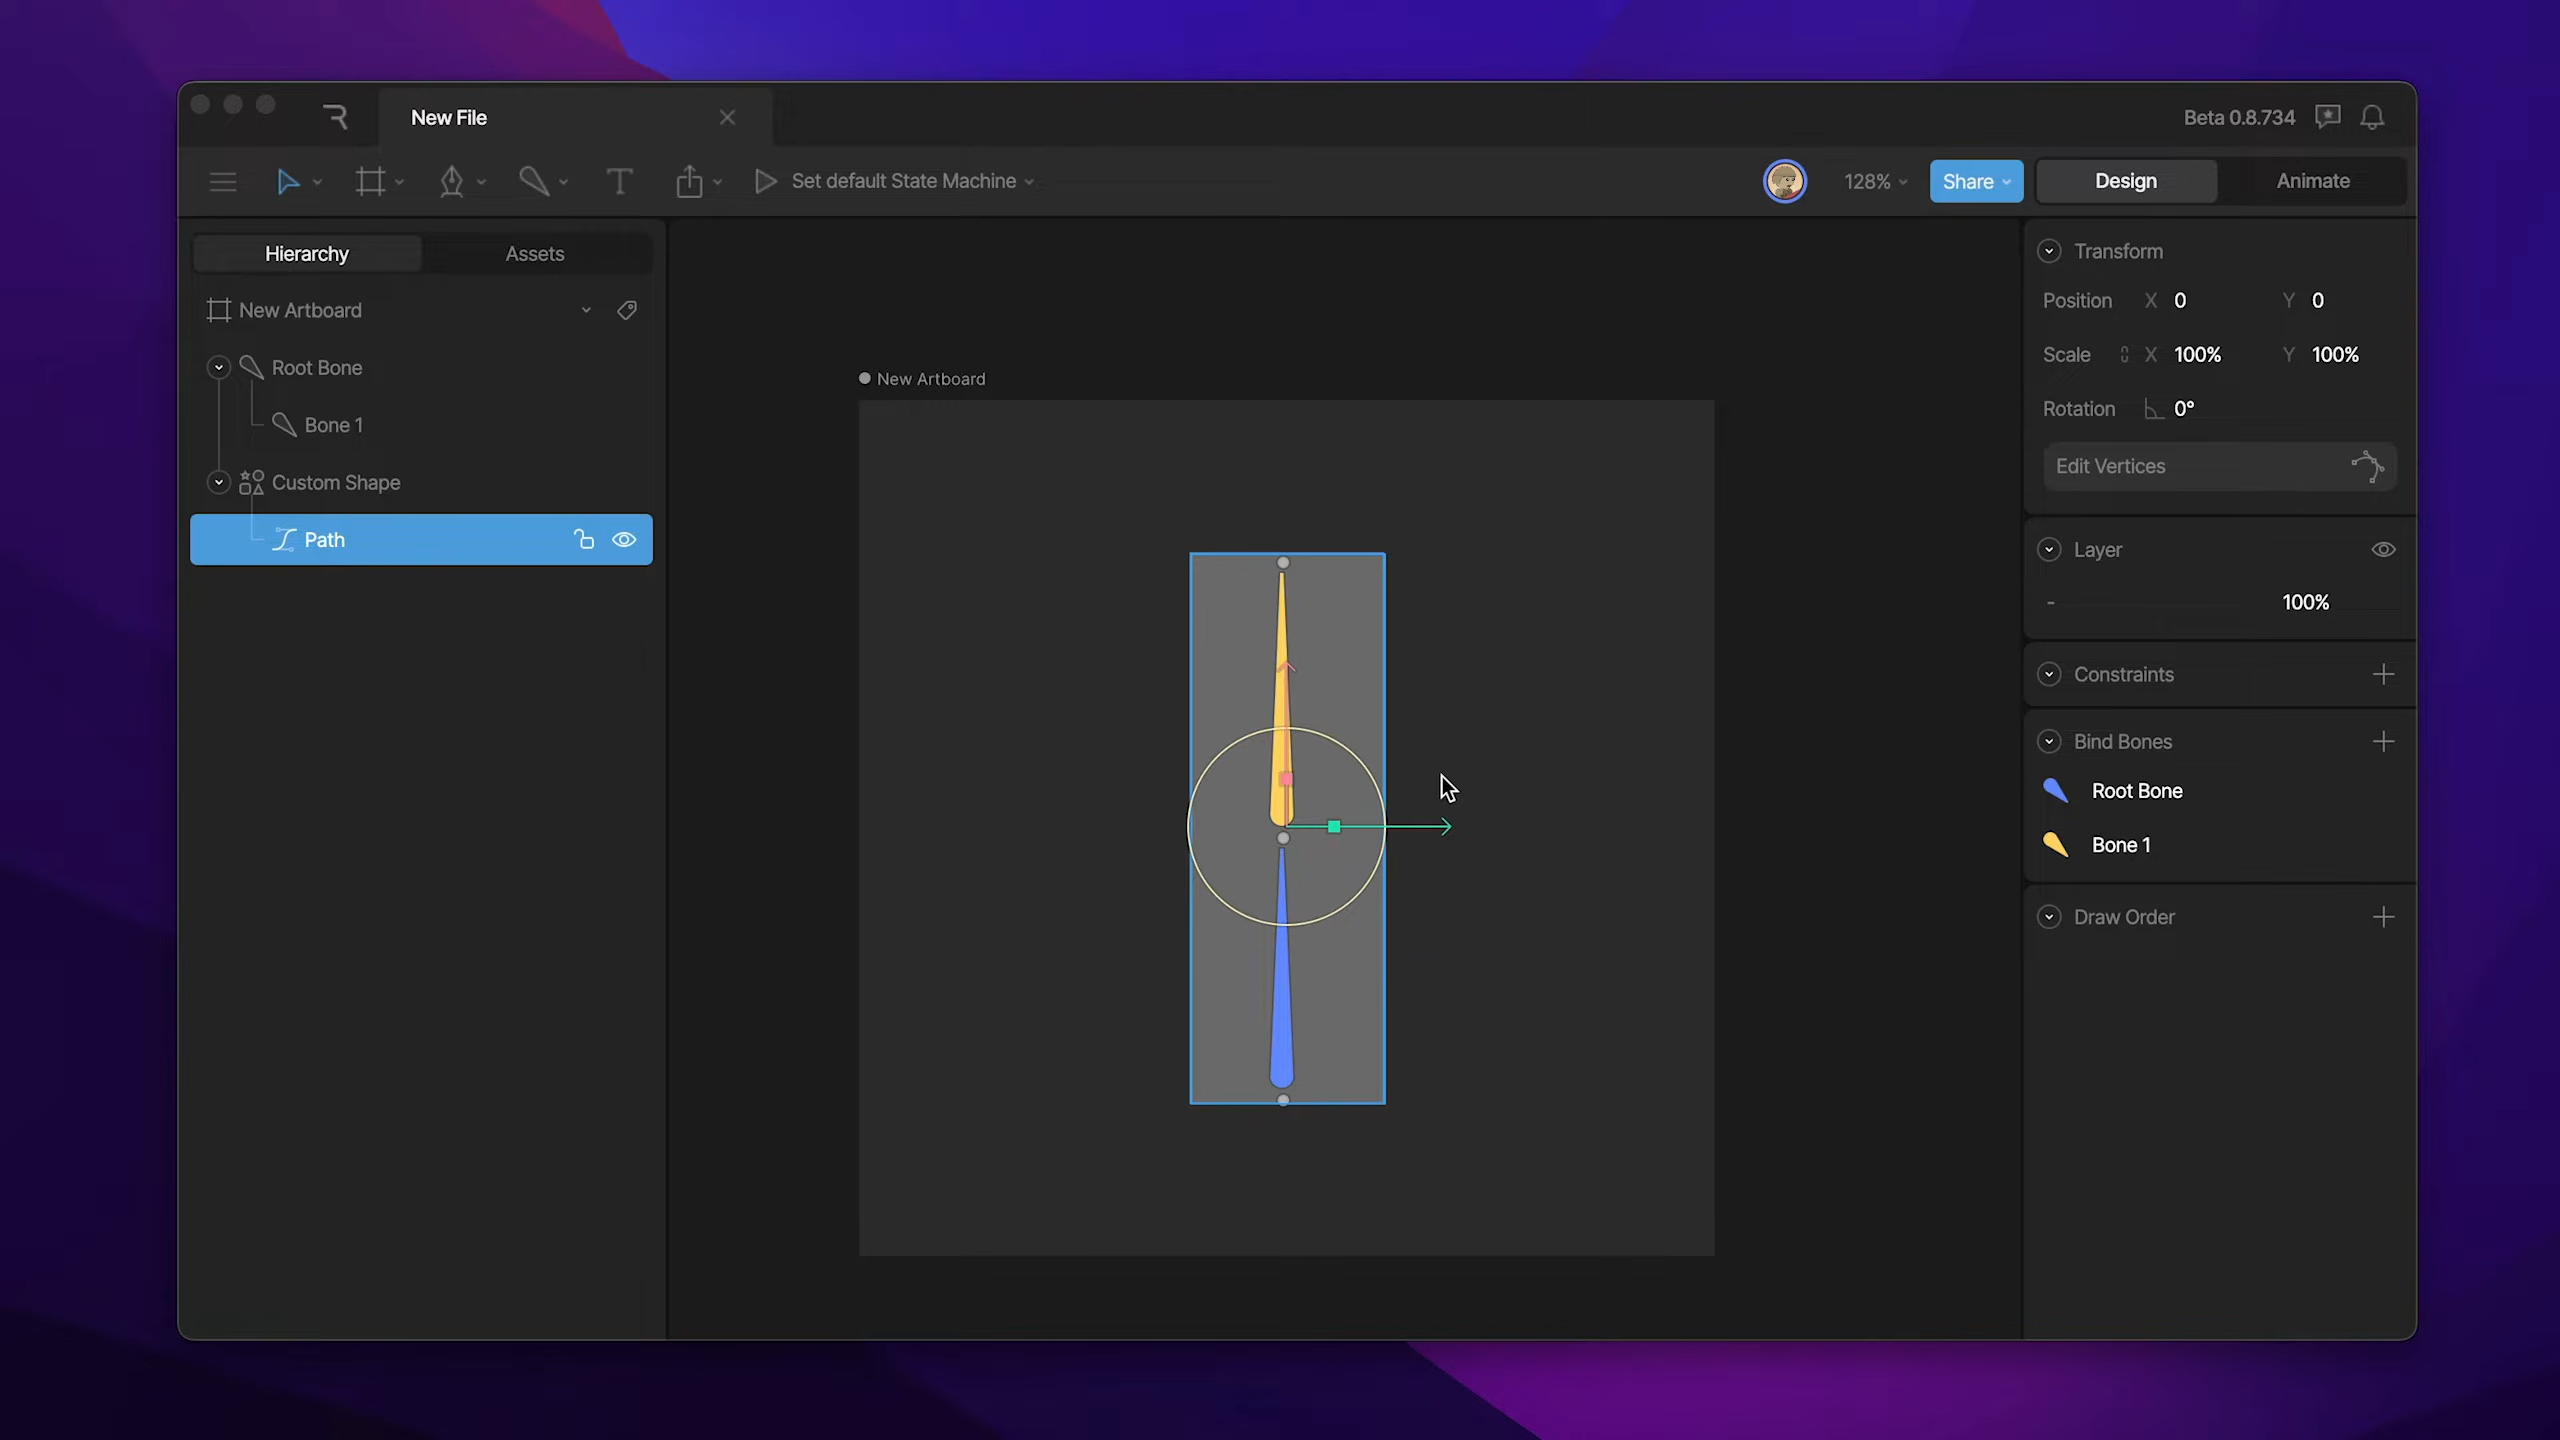 New File
Beta 0.8.734
Set default State Machine
128%
Share
Design
Animate
Hierarchy
Assets
New Artboard
Root Bone
Bone 1
Custom Shape
Path
New Artboard
Transform
Position X 0 Y 0
Scale X 100% Y 100%
Rotation 0°
Edit Vertices
Layer
- 100%
Constraints
Bind Bones
Root Bone
Bone 1
Draw Order